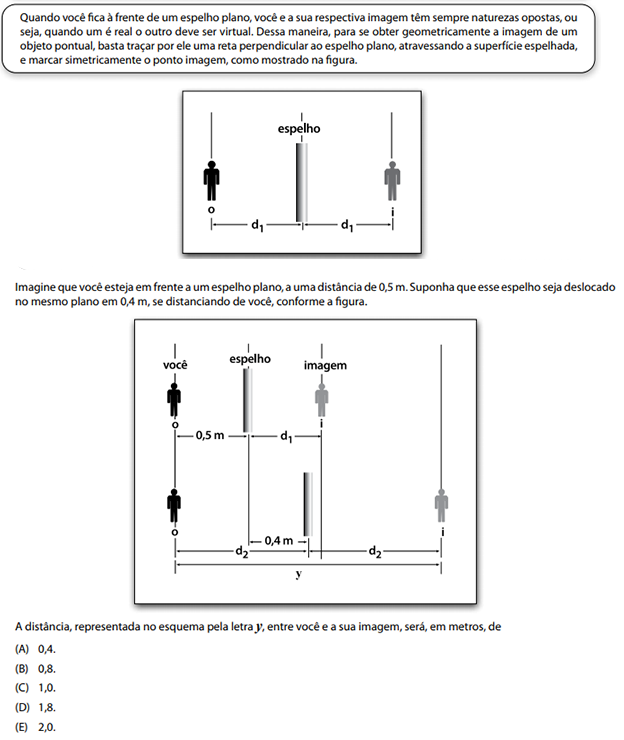 Quando você fica à frente de um espelho plano, você e a sua respectiva imagem têm sempre naturezas opostas, ou
seja, quando um é real o outro deve ser virtual. Dessa maneira, para se obter geometricamente a imagem de um
objeto pontual, basta traçar por ele uma reta perpendicular ao espelho plano, atravessando a superfície espelhada,
e marcar simetricamente o ponto imagem, como mostrado na figura.
espelho
o
i
d1
d1
Imagine que você esteja em frente a um espelho plano, a uma distância de 0,5 m. Suponha que esse espelho seja deslocado
no mesmo plano em 0,4 m, se distanciando de você, conforme a figura.
você
espelho
imagem
o
i
0,5 m
d1
o
i
0,4 m
d2
d2
y
A distância, representada no esquema pela letra y, entre você e a sua imagem, será, em metros, de
(A) 0,4.
(B) 0,8.
(C) 1,0.
(D) 1,8.
(E) 2,0.